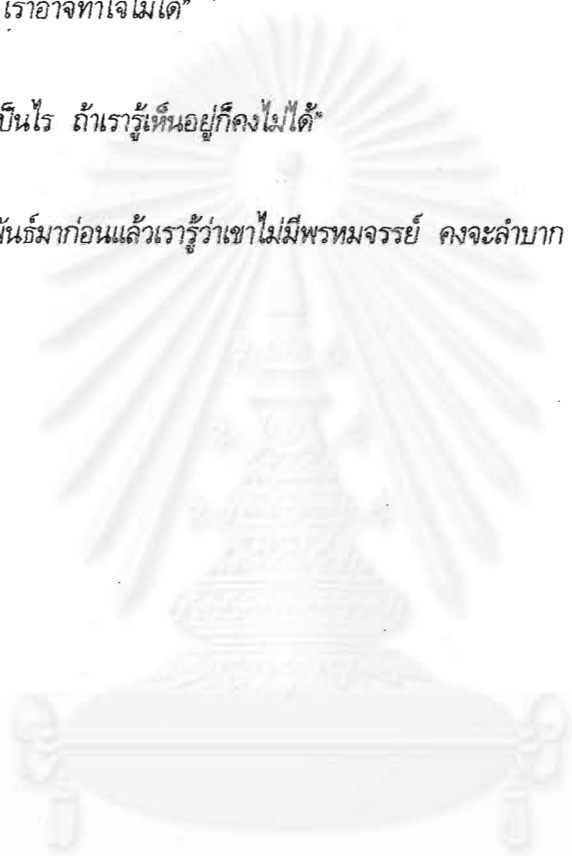 เราอาจทำใจไม่ได้"
ป็นไร ถ้าเรารู้เห็นอยู่ก็คงไม่ได้"
พันธ์มาก่อนแล้วเรารู้ว่าเขาไม่มีพรหมจรรย์ คงจะลำบาก